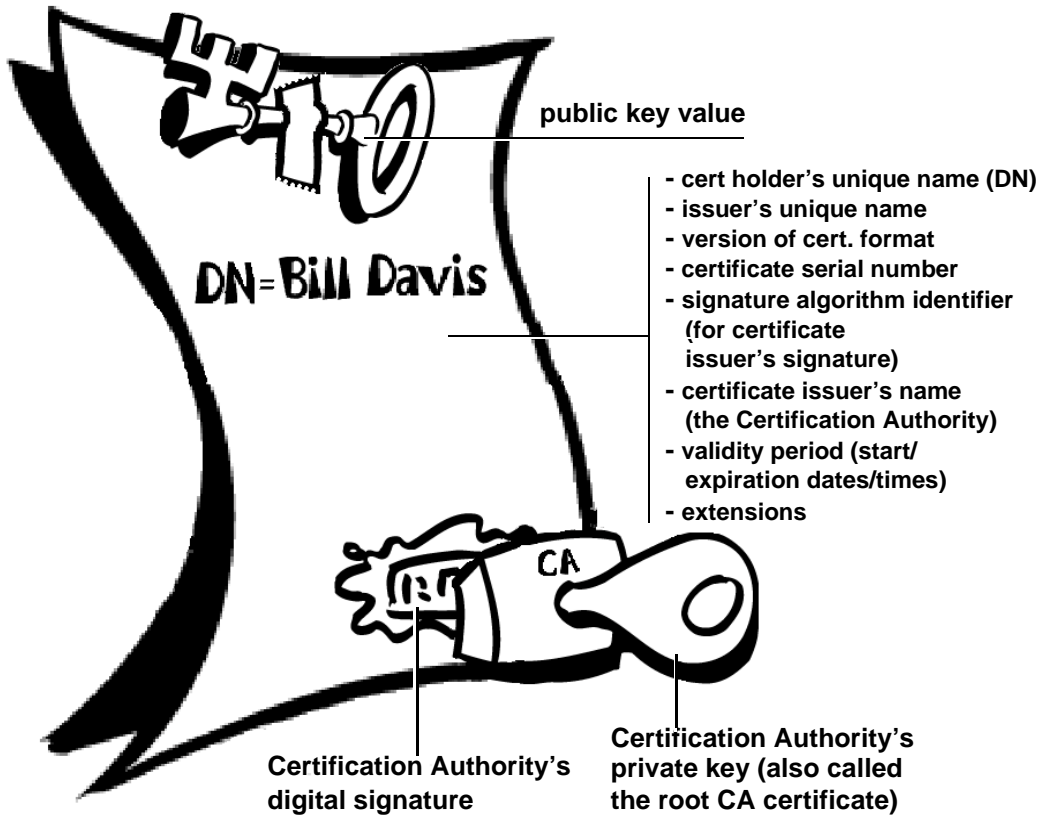 public key value
- cert holder's unique name (DN)
- issuer's unique name
- version of cert. format
- certificate serial number
- signature algorithm identifier
(for certificate
issuer's signature)
- certificate issuer's name
(the Certification Authority)
- validity period (start/
expiration dates/times)
- extensions
DN=Bill Davis
CA
Certification Authority's
digital signature
Certification Authority's
private key (also called
the root CA certificate)